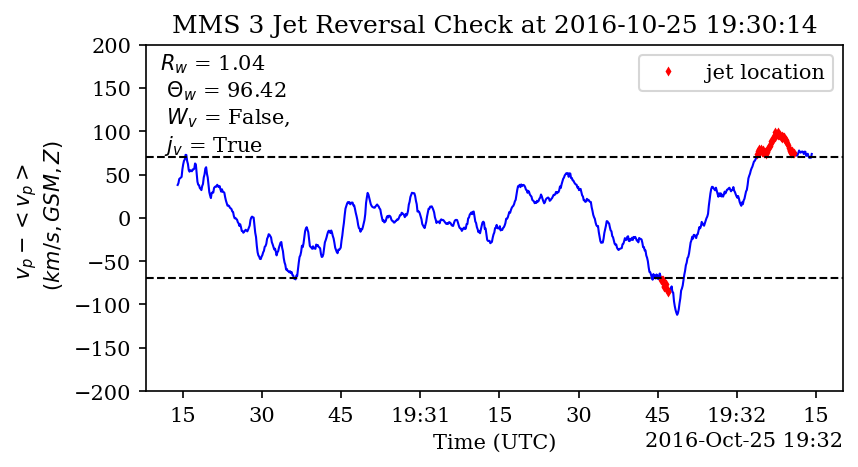 MMS 3 Jet Reversal Check at 2016-10-25 19:30:14
R_w = 1.04
Θ_w = 96.42
W_v = False,
j_v = True
jet location
200
150
100
50
0
−50
−100
−150
−200
v_p − < v_p >
(km/s, GSM, Z)
15 30 45 19:31 15 30 45 19:32 15
Time (UTC)
2016-Oct-25 19:32